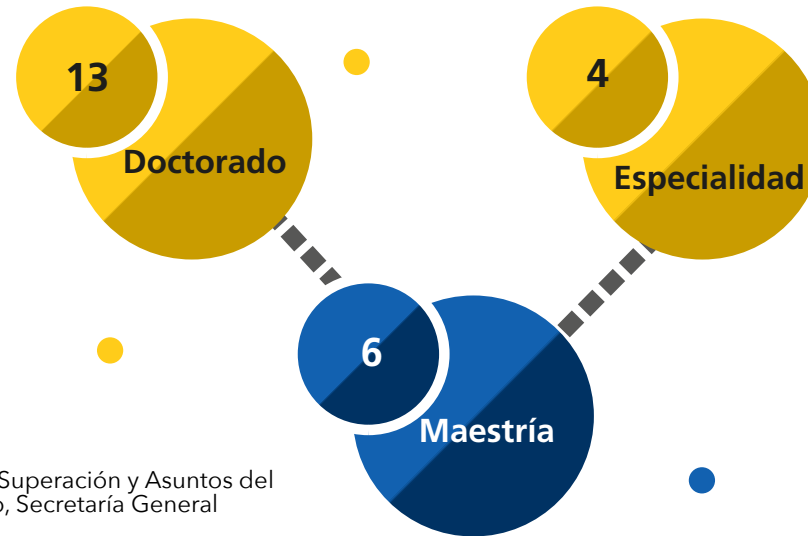 13
Doctorado
4
Especialidad
6
Maestría
Superación y Asuntos del
Secretaría General